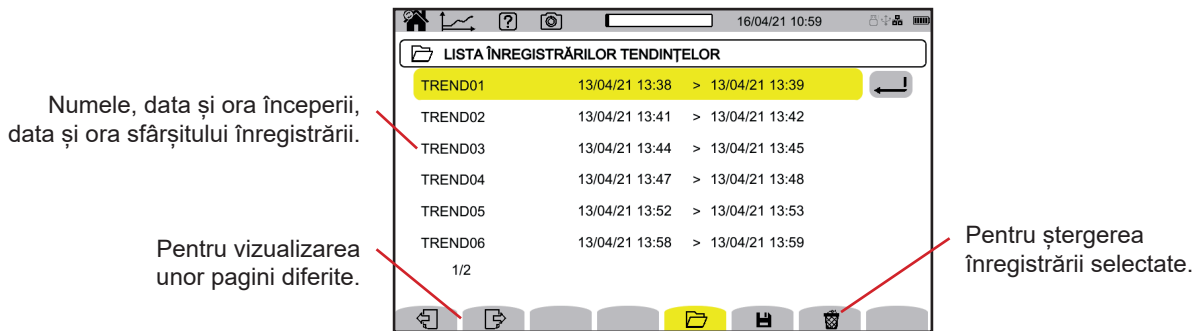 16/04/21 10:59
LISTA ÎNREGISTRĂRILOR TENDINȚELOR
TREND01 13/04/21 13:38 > 13/04/21 13:39
TREND02 13/04/21 13:41 > 13/04/21 13:42
TREND03 13/04/21 13:44 > 13/04/21 13:45
TREND04 13/04/21 13:47 > 13/04/21 13:48
TREND05 13/04/21 13:52 > 13/04/21 13:53
TREND06 13/04/21 13:58 > 13/04/21 13:59
1/2
Numele, data și ora începerii,
data și ora sfârșitului înregistrării.
Pentru vizualizarea
unor pagini diferite.
Pentru ștergerea
înregistrării selectate.